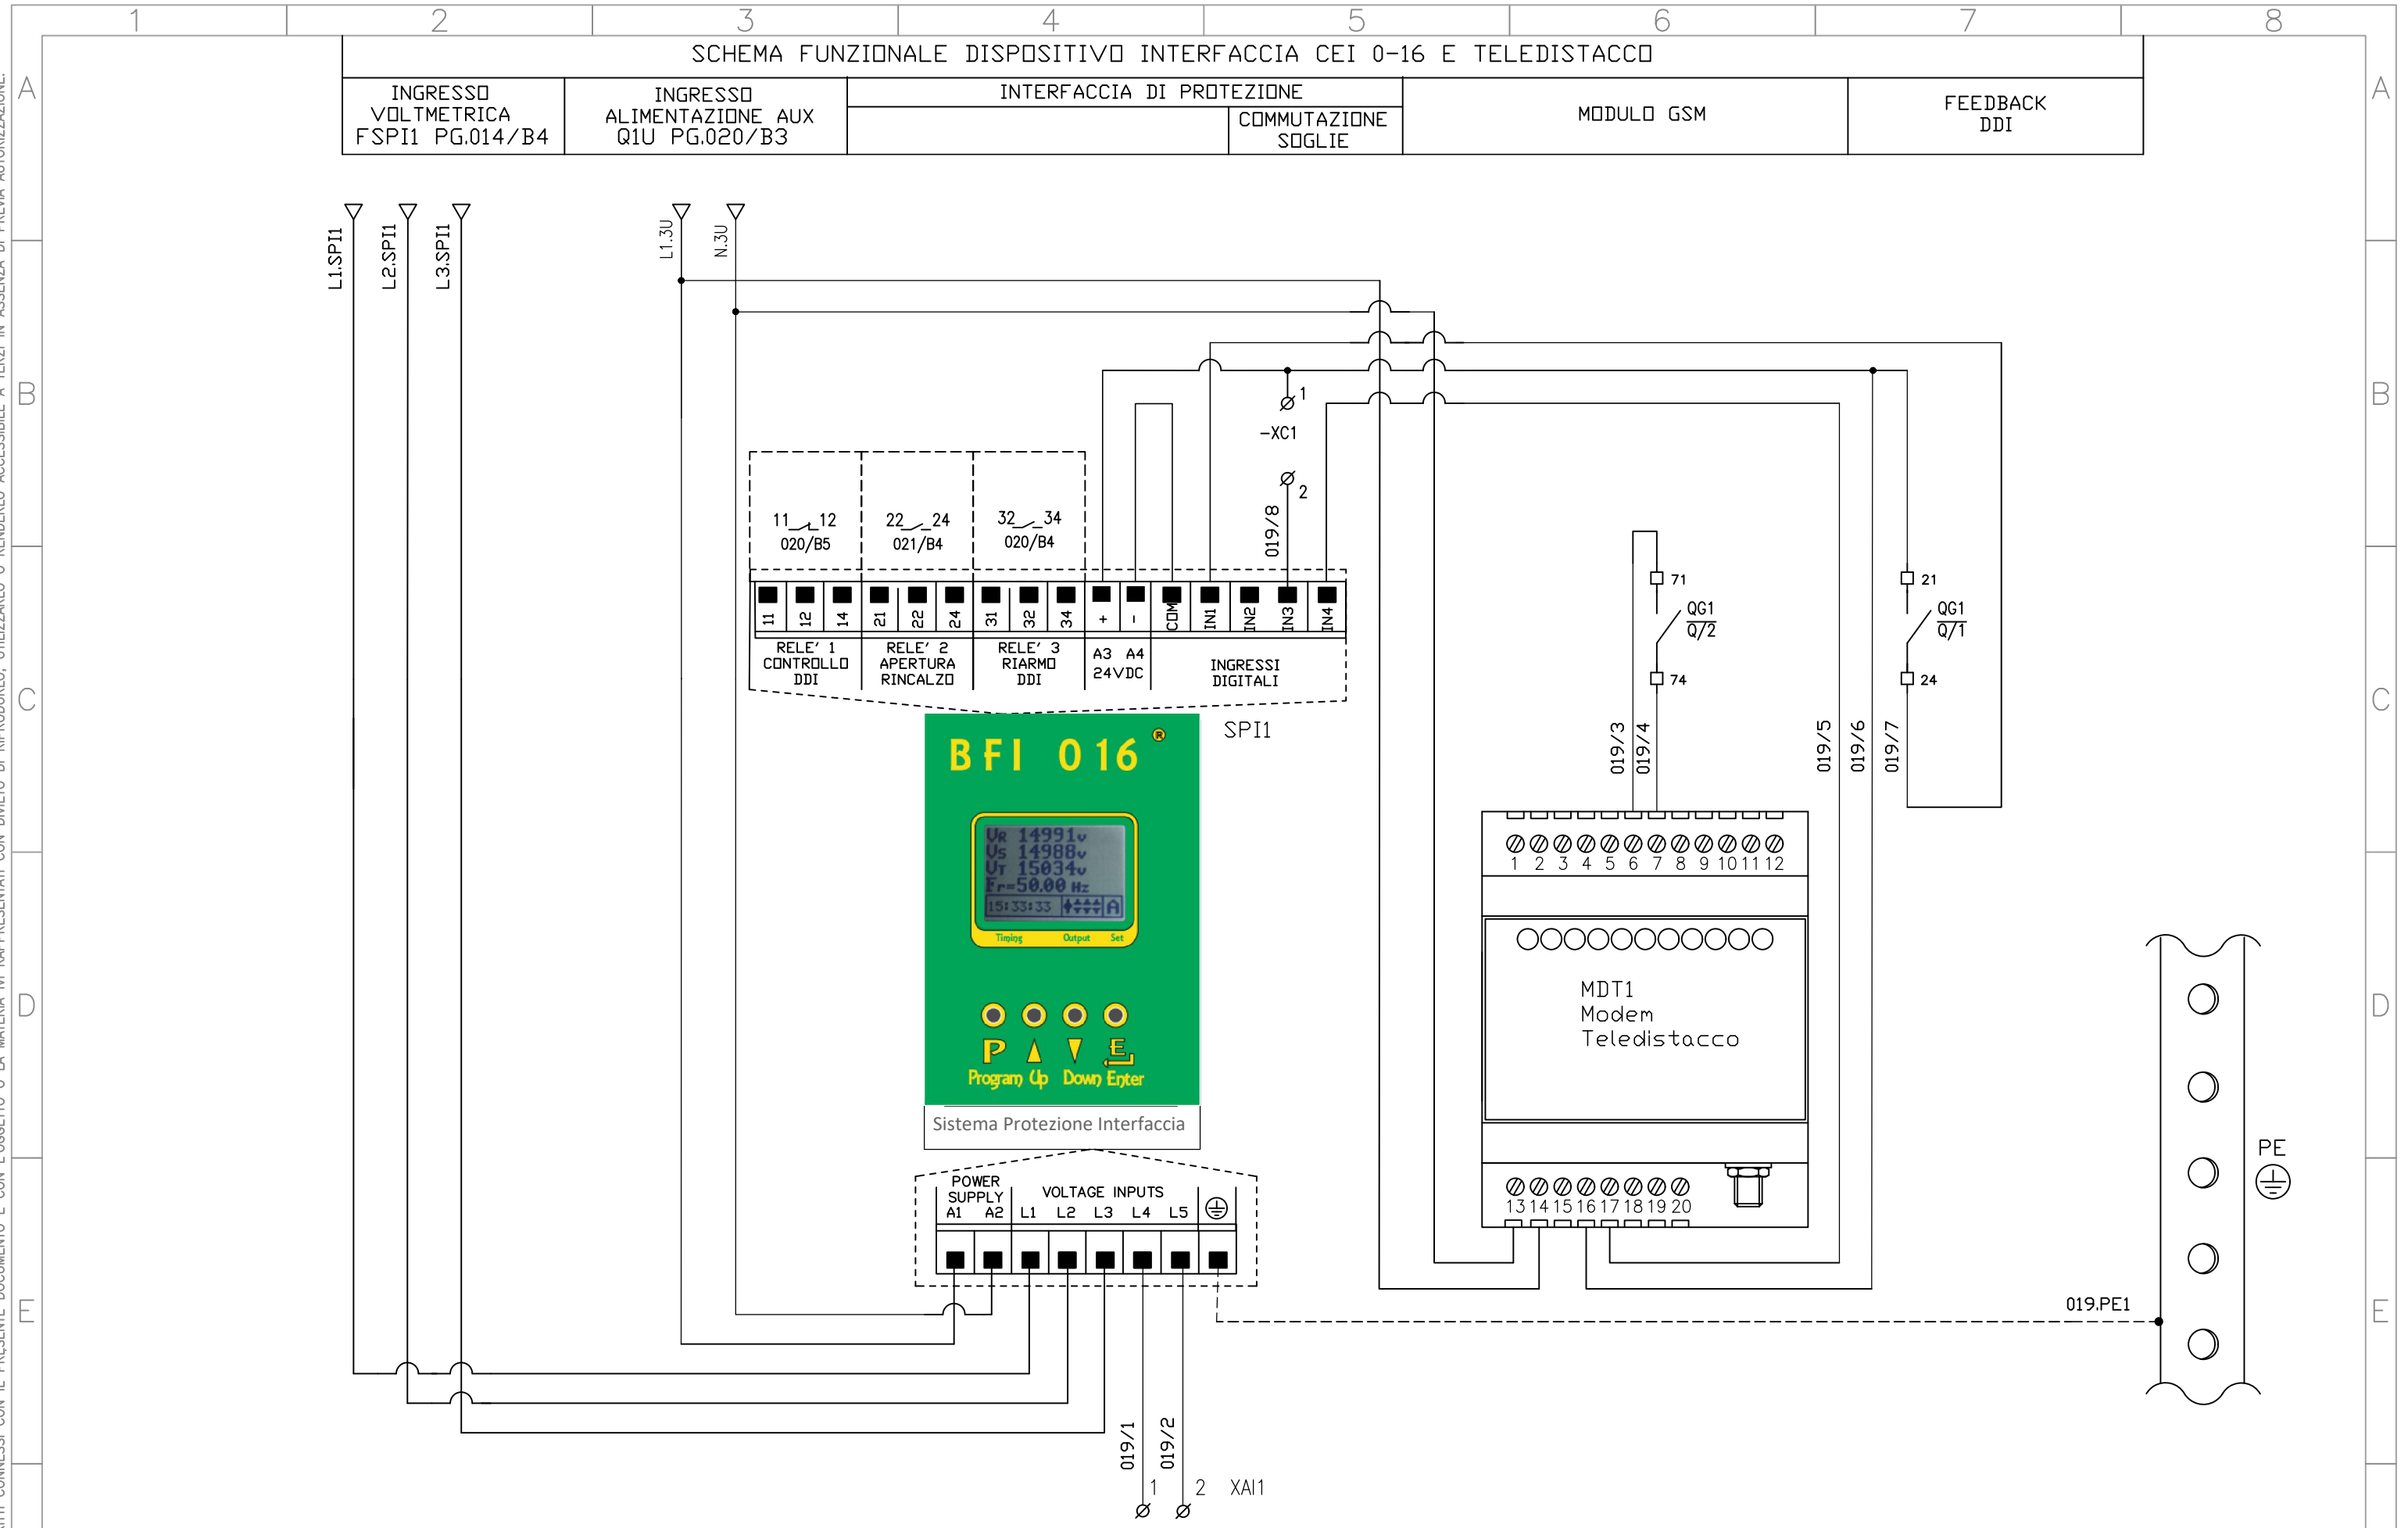 1 2 3 4 5 6 7 8
SCHEMA FUNZIONALE DISPOSITIVO INTERFACCIA CEI 0-16 E TELEDISTACCO
INGRESSO
VOLTMETRICA
FSPI1 PG.014/B4
INGRESSO
ALIMENTAZIONE AUX
Q1U PG.020/B3
INTERFACCIA DI PROTEZIONE
COMMUTAZIONE
SOGLIE
MODULO GSM
FEEDBACK
DDI
A
A
B
B
C
C
D
D
E
E
L1.SPI1
L2.SPI1
L3.SPI1
L1.3U
N.3U
1
-XC1
2
019/8
11 12
020/B5
22 24
021/B4
32 34
020/B4
11 12 14 21 22 24 31 32 34 + - COM IN1 IN2 IN3 IN4
RELE' 1
CONTROLLO
DDI
RELE' 2
APERTURA
RINCALZO
RELE' 3
RIARMO
DDI
A3 A4
24VDC
INGRESSI
DIGITALI
SPI1
71
QG1
Q/2
74
21
QG1
Q/1
24
019/3
019/4
019/5
019/6
019/7
BFI 016 ®
VR 14991v
VS 14988v
VT 15034v
Fr=50.00 Hz
15:33:33 A
Timing Output Set
P E
Program Up Down Enter
Sistema Protezione Interfaccia
1 2 3 4 5 6 7 8 9 10 11 12
MDT1
Modem
Teledistacco
13 14 15 16 17 18 19 20
POWER
SUPPLY
A1 A2
VOLTAGE INPUTS
L1 L2 L3 L4 L5
PE
019.PE1
019/1
019/2
1 2 XAI1